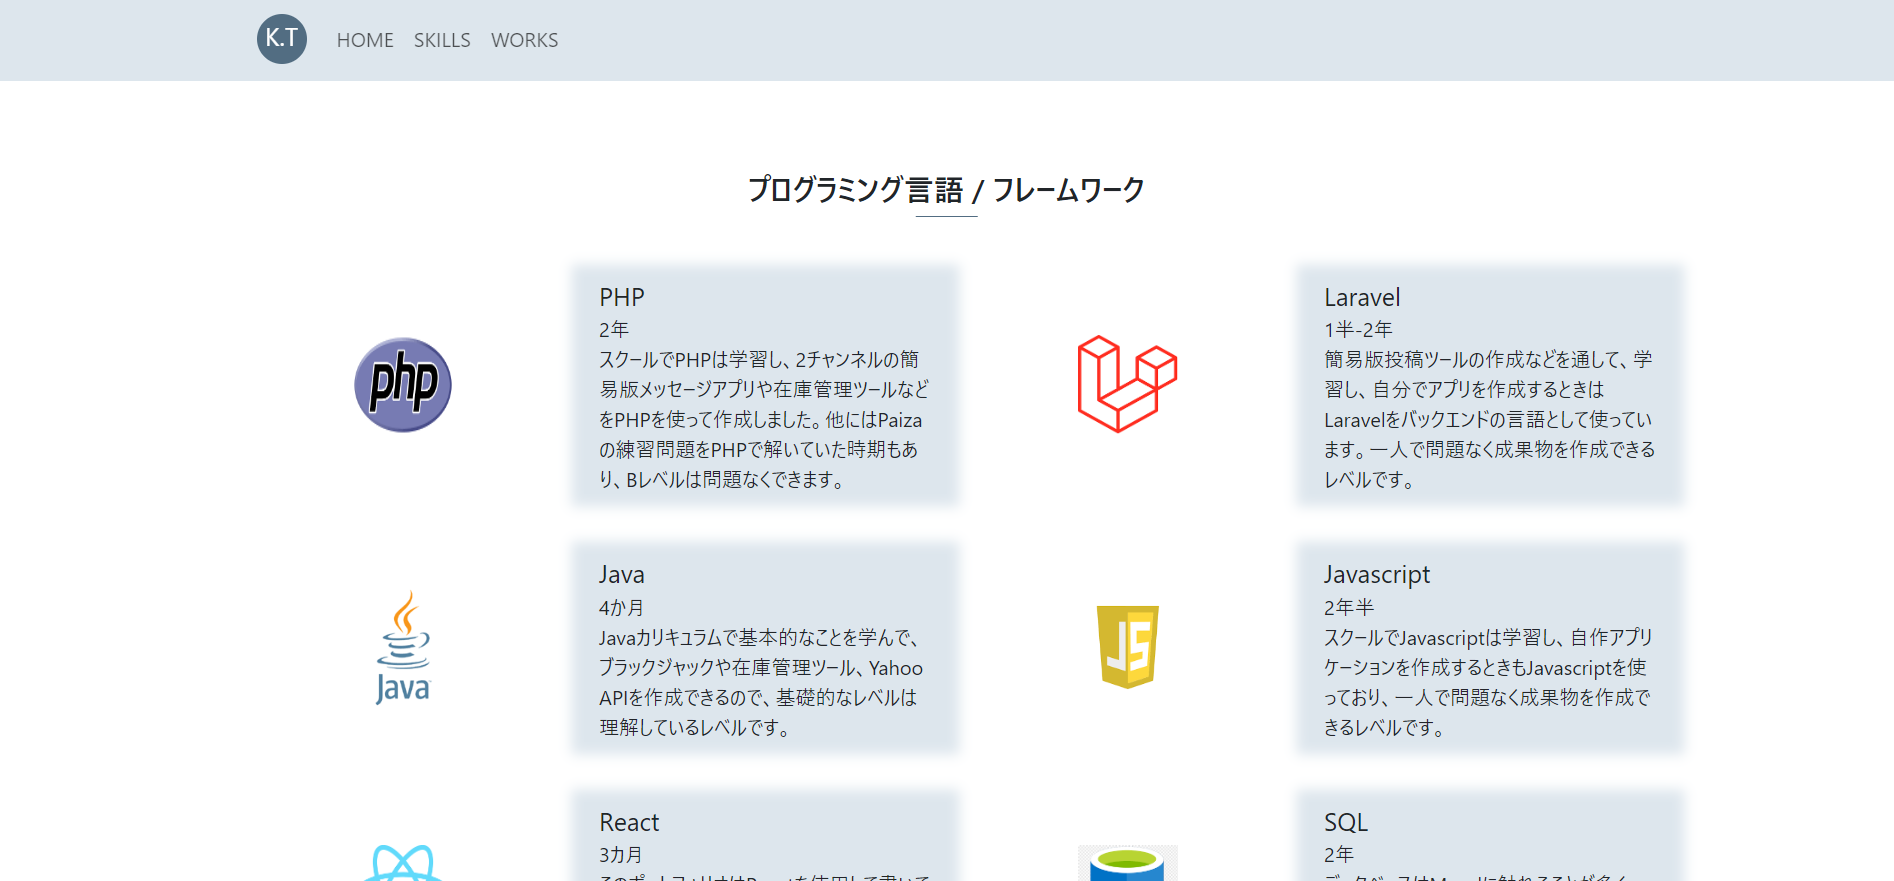 K.T HOME SKILLS WORKS
プログラミング言語 / フレームワーク
php
PHP
2年
スクールでPHPは学習し、2チャンネルの簡
易版メッセージアプリや在庫管理ツールなど
をPHPを使って作成しました。他にはPaiza
の練習問題をPHPで解いていた時期もあ
り、Bレベルは問題なくできます。
Laravel
1半-2年
簡易版投稿ツールの作成などを通して、学
習し、自分でアプリを作成するときは
Laravelをバックエンドの言語として使ってい
ます。一人で問題なく成果物を作成できる
レベルです。
Java
Java
4か月
Javaカリキュラムで基本的なことを学んで、
ブラックジャックや在庫管理ツール、Yahoo
APIを作成できるので、基礎的なレベルは
理解しているレベルです。
JS
Javascript
2年半
スクールでJavascriptは学習し、自作アプリ
ケーションを作成するときもJavascriptを使
っており、一人で問題なく成果物を作成で
きるレベルです。
React
3カ月
SQL
2年